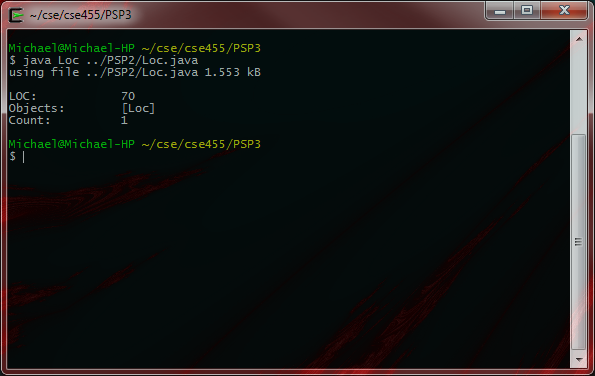 ~/cse/cse455/PSP3
Michael@Michael-HP ~/cse/cse455/PSP3
$ java Loc ../PSP2/Loc.java
using file ../PSP2/Loc.java 1.553 kB
LOC: 70
Objects: [Loc]
Count: 1
Michael@Michael-HP ~/cse/cse455/PSP3
$